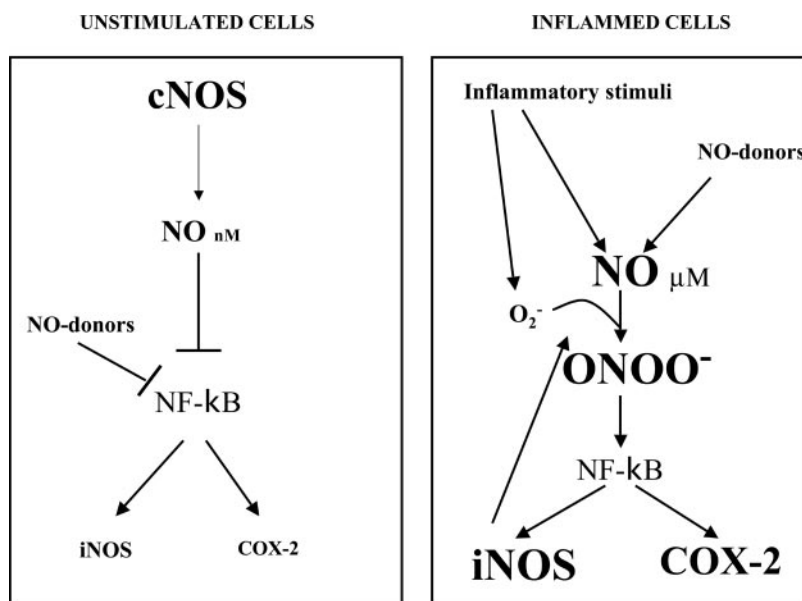 UNSTIMULATED CELLS
cNOS
NO nM
NO-donors
NF-kB
iNOS
COX-2
INFLAMMED CELLS
Inflammatory stimuli
NO-donors
NO µM
O₂⁻
ONOO⁻
NF-kB
iNOS
COX-2